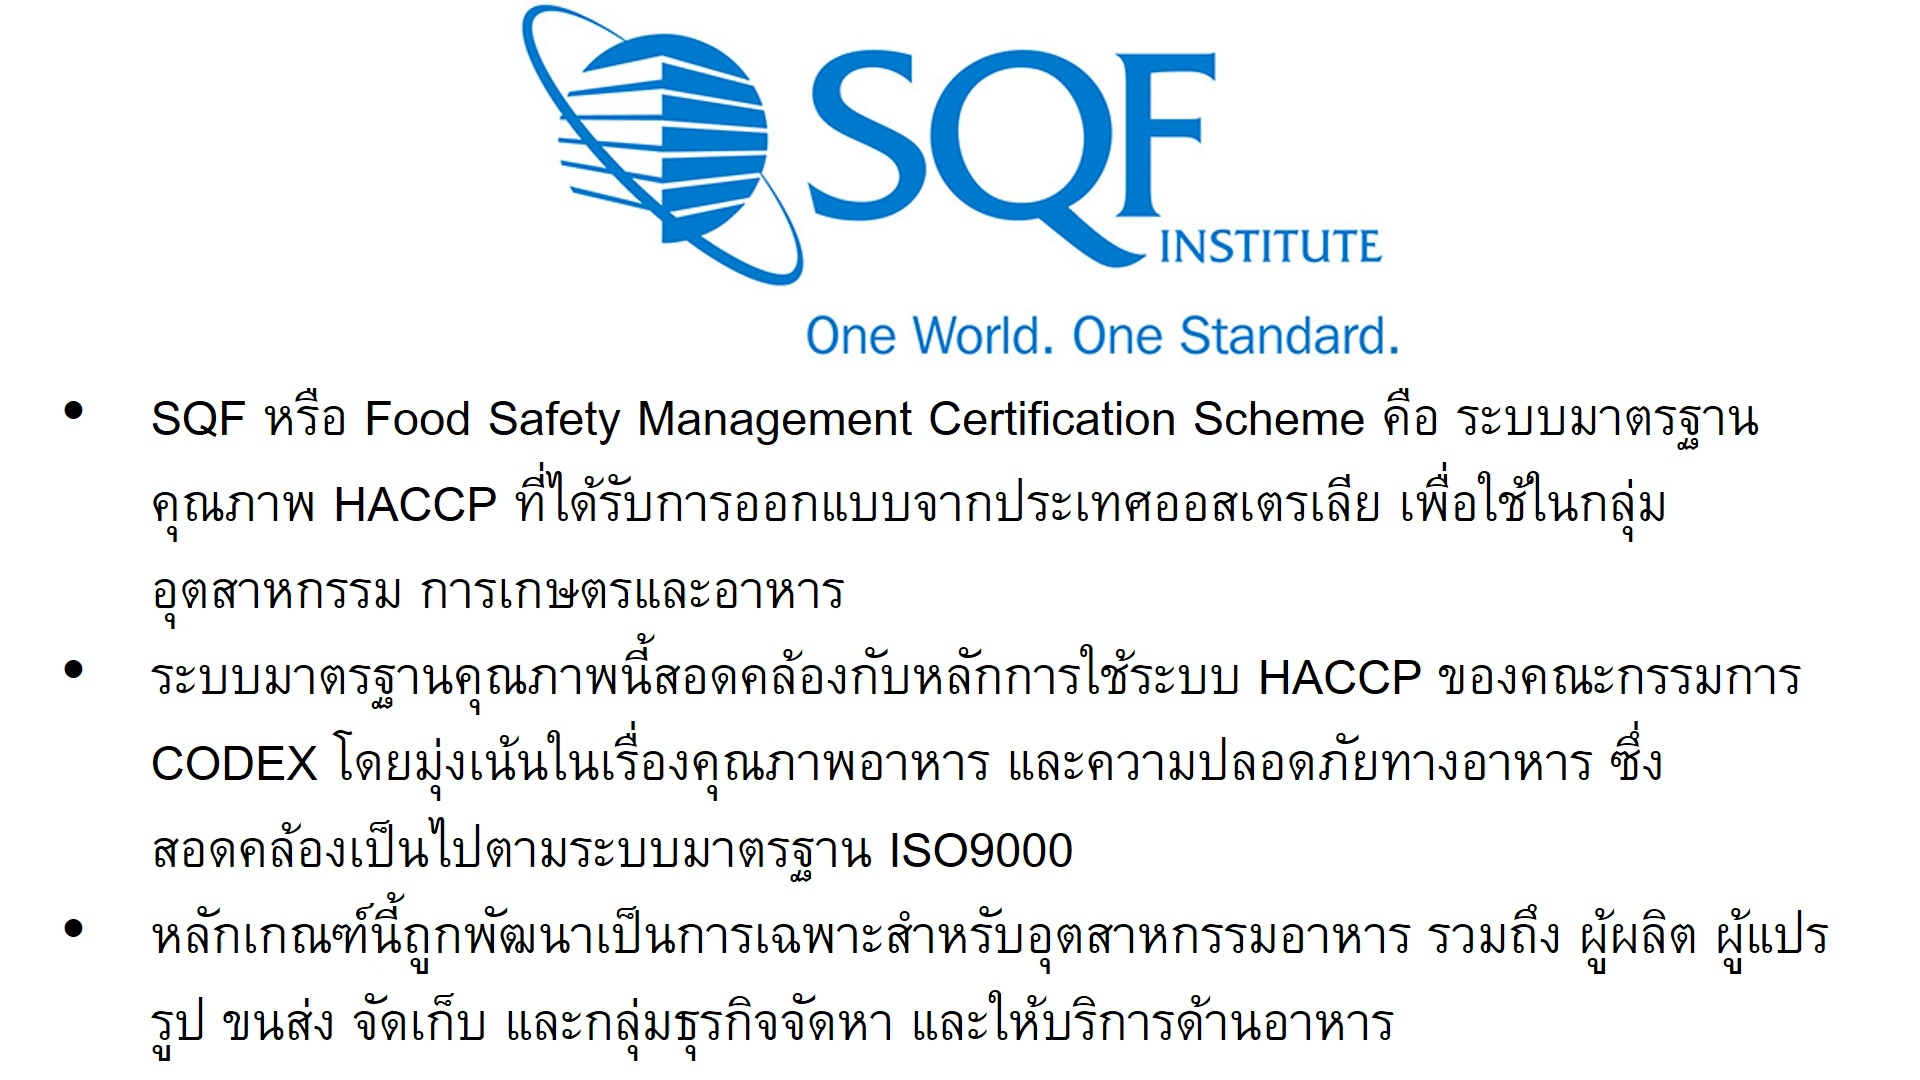 SQF
INSTITUTE
One World. One Standard.
• SQF หรือ Food Safety Management Certification Scheme คือ ระบบมาตรฐาน
คุณภาพ HACCP ที่ได้รับการออกแบบจากประเทศออสเตรเลีย เพื่อใช้ในกลุ่ม
อุตสาหกรรม การเกษตรและอาหาร
• ระบบมาตรฐานคุณภาพนี้สอดคล้องกับหลักการใช้ระบบ HACCP ของคณะกรรมการ
CODEX โดยมุ่งเน้นในเรื่องคุณภาพอาหาร และความปลอดภัยทางอาหาร ซึ่ง
สอดคล้องเป็นไปตามระบบมาตรฐาน ISO9000
• หลักเกณฑ์นี้ถูกพัฒนาเป็นการเฉพาะสำหรับอุตสาหกรรมอาหาร รวมถึง ผู้ผลิต ผู้แปร
รูป ขนส่ง จัดเก็บ และกลุ่มธุรกิจจัดหา และให้บริการด้านอาหาร